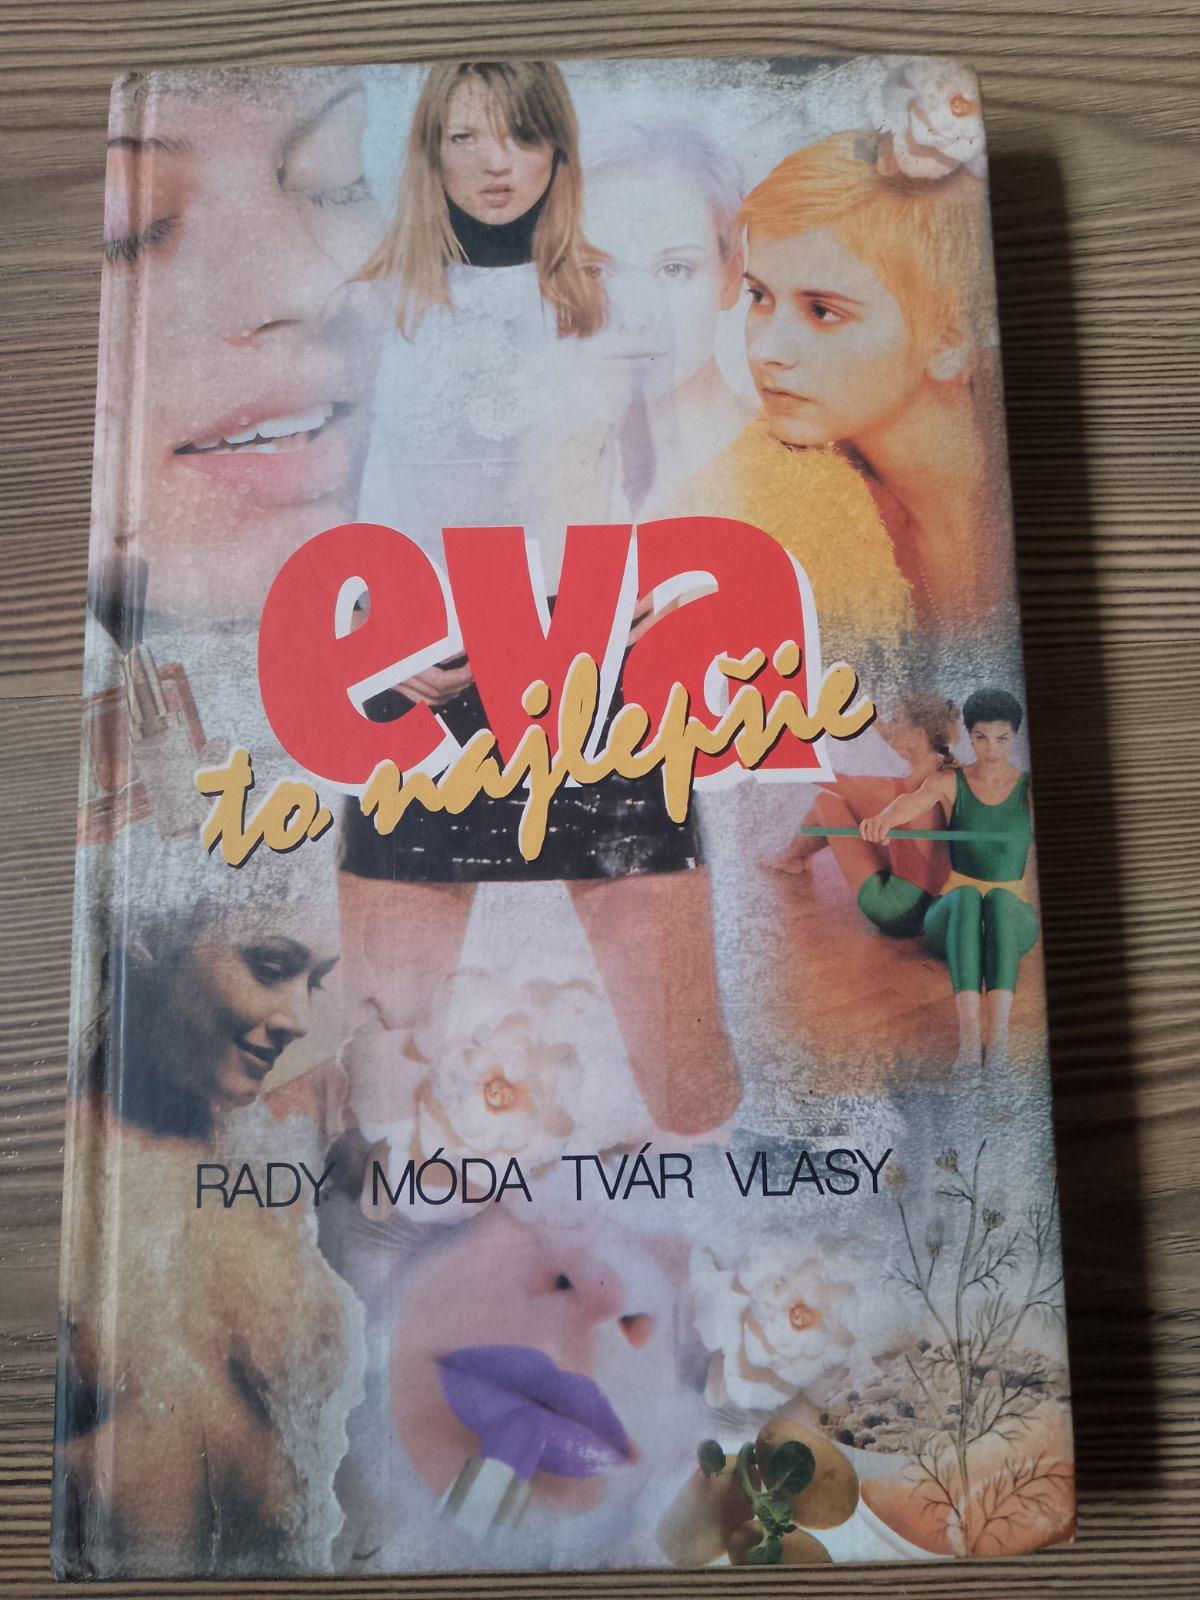 eva
to najlepšie
RADY MÓDA TVÁR VLASY